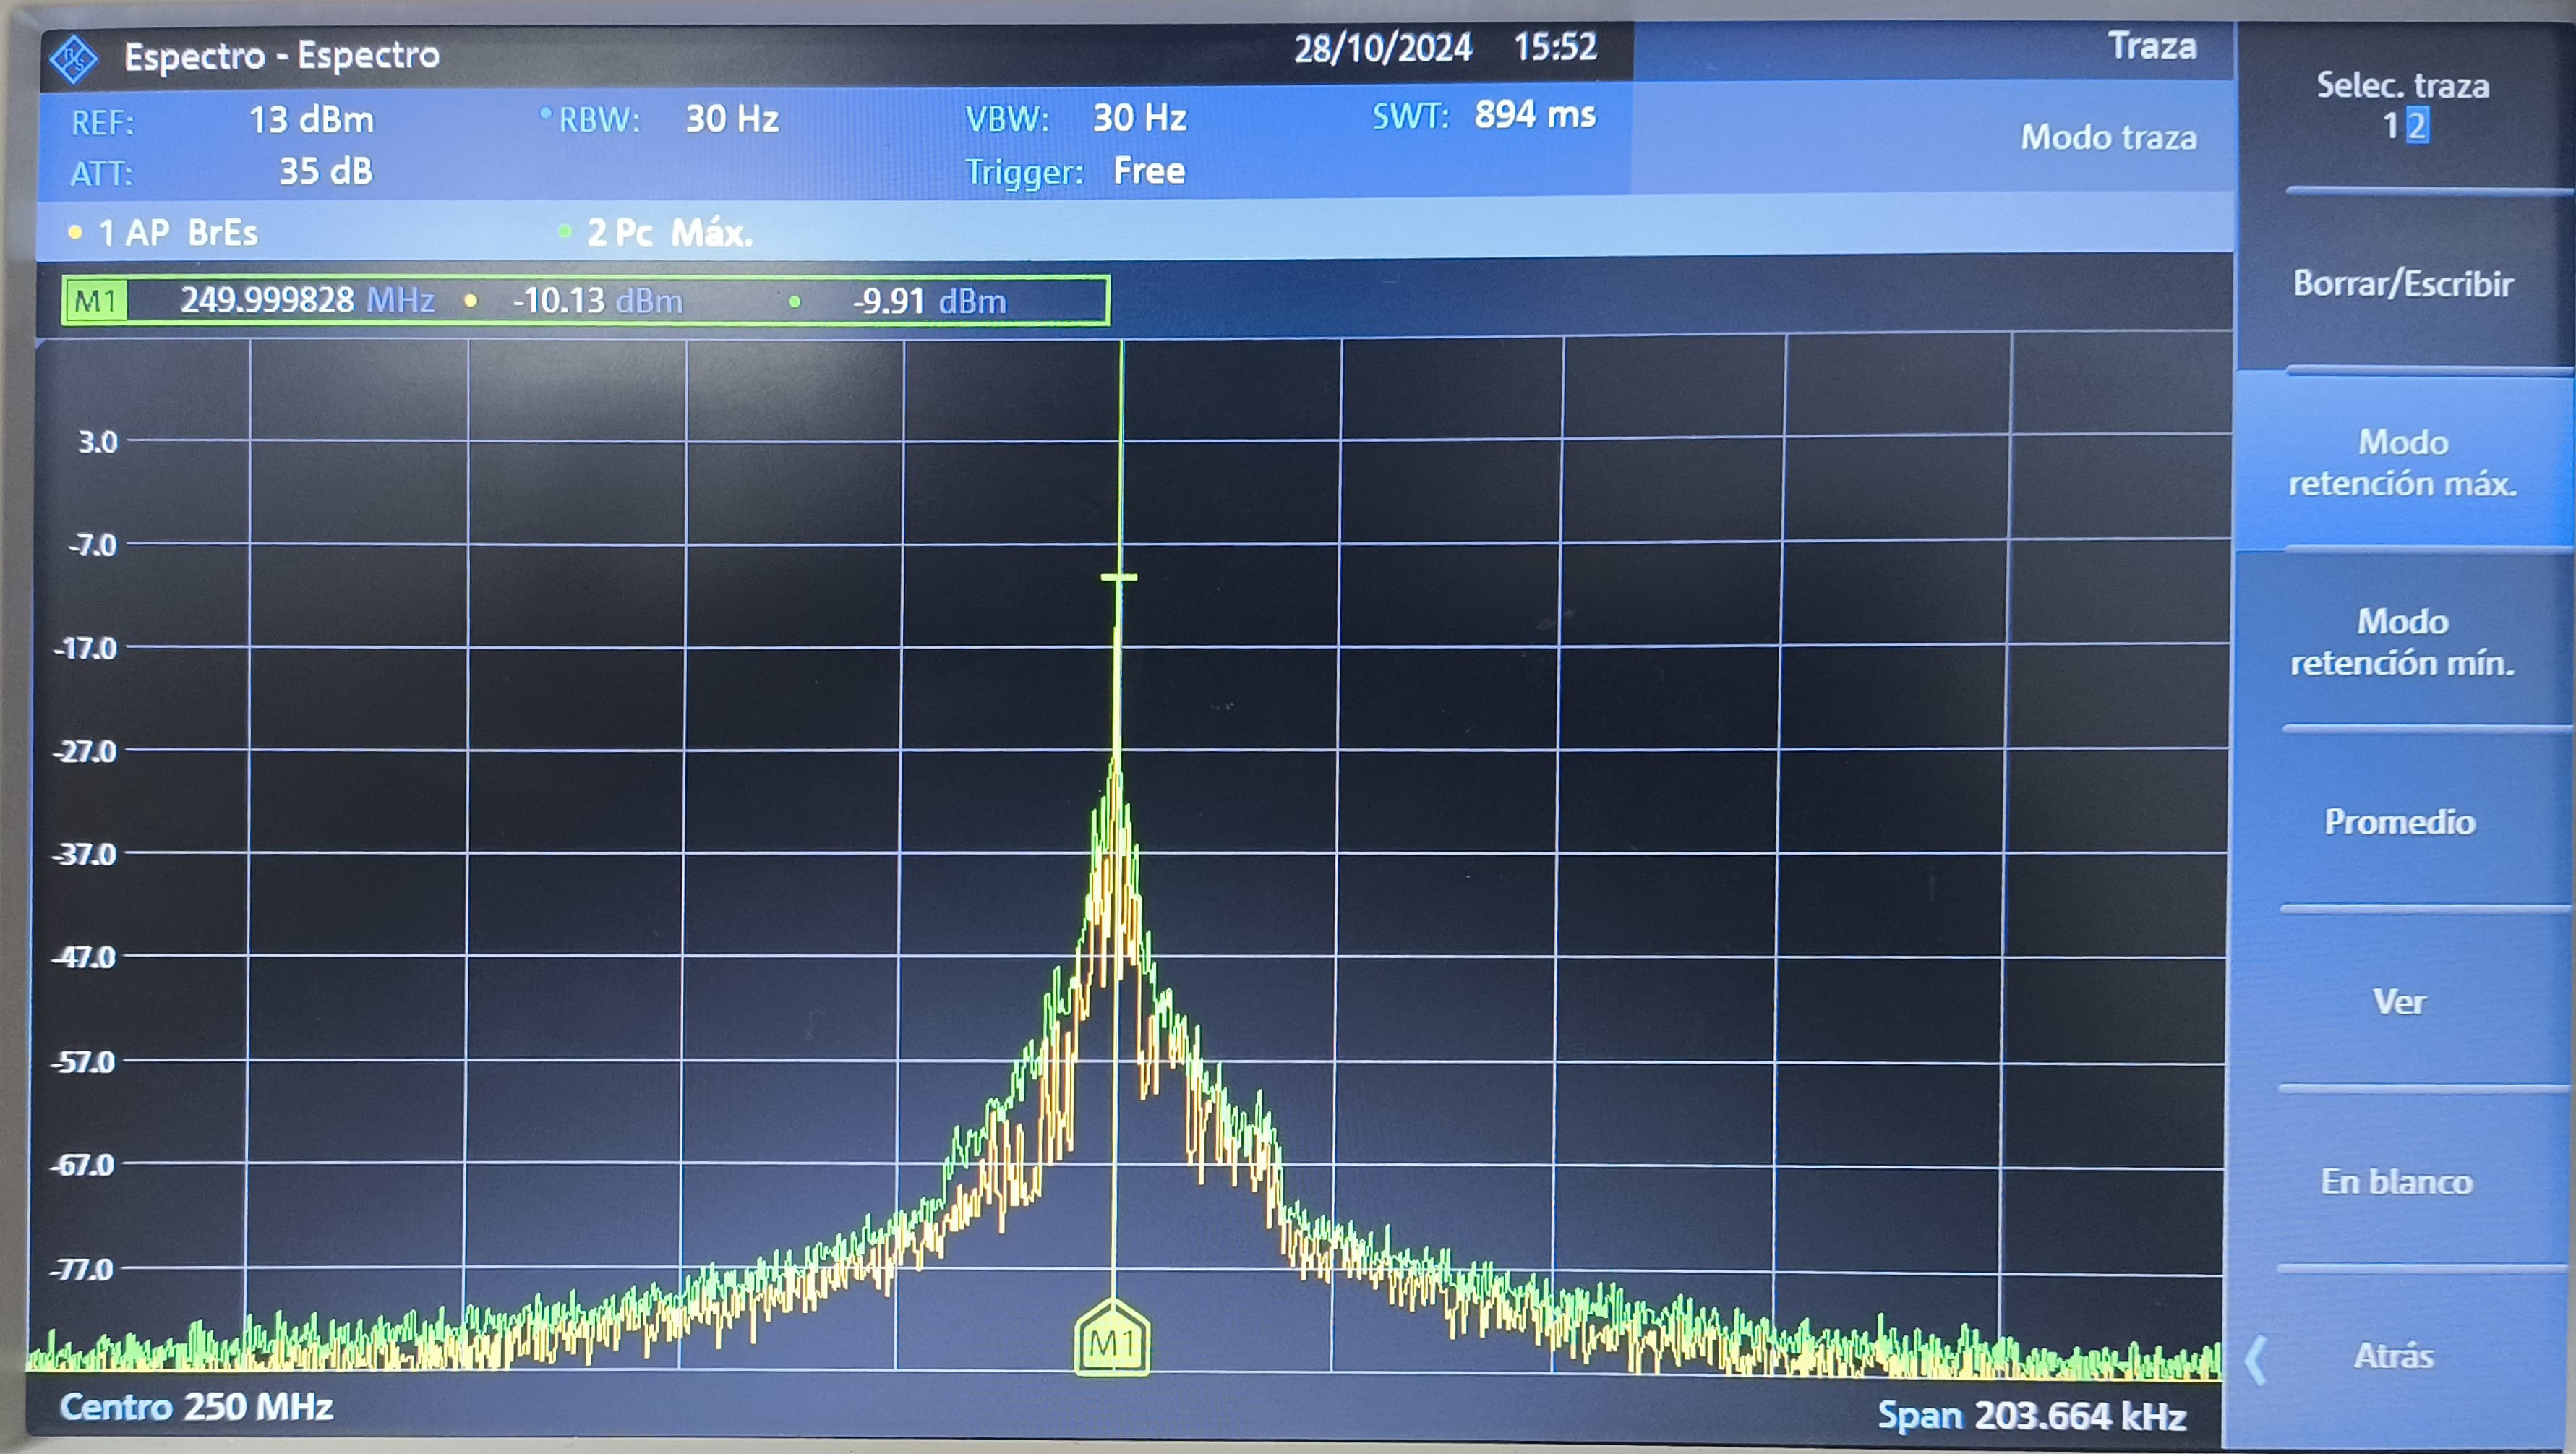 Espectro - Espectro 28/10/2024 15:52 Traza
REF: 13 dBm RBW: 30 Hz VBW: 30 Hz SWT: 894 ms Modo traza
ATT: 35 dB Trigger: Free
1 AP BrEs 2 Pc Máx.
M1 249.999828 MHz -10.13 dBm -9.91 dBm
3.0
-7.0
-17.0
-27.0
-37.0
-47.0
-57.0
-67.0
-77.0
M1
Centro 250 MHz Span 203.664 kHz
Selec. traza
1 2
Borrar/Escribir
Modo
retención máx.
Modo
retención mín.
Promedio
Ver
En blanco
Atrás